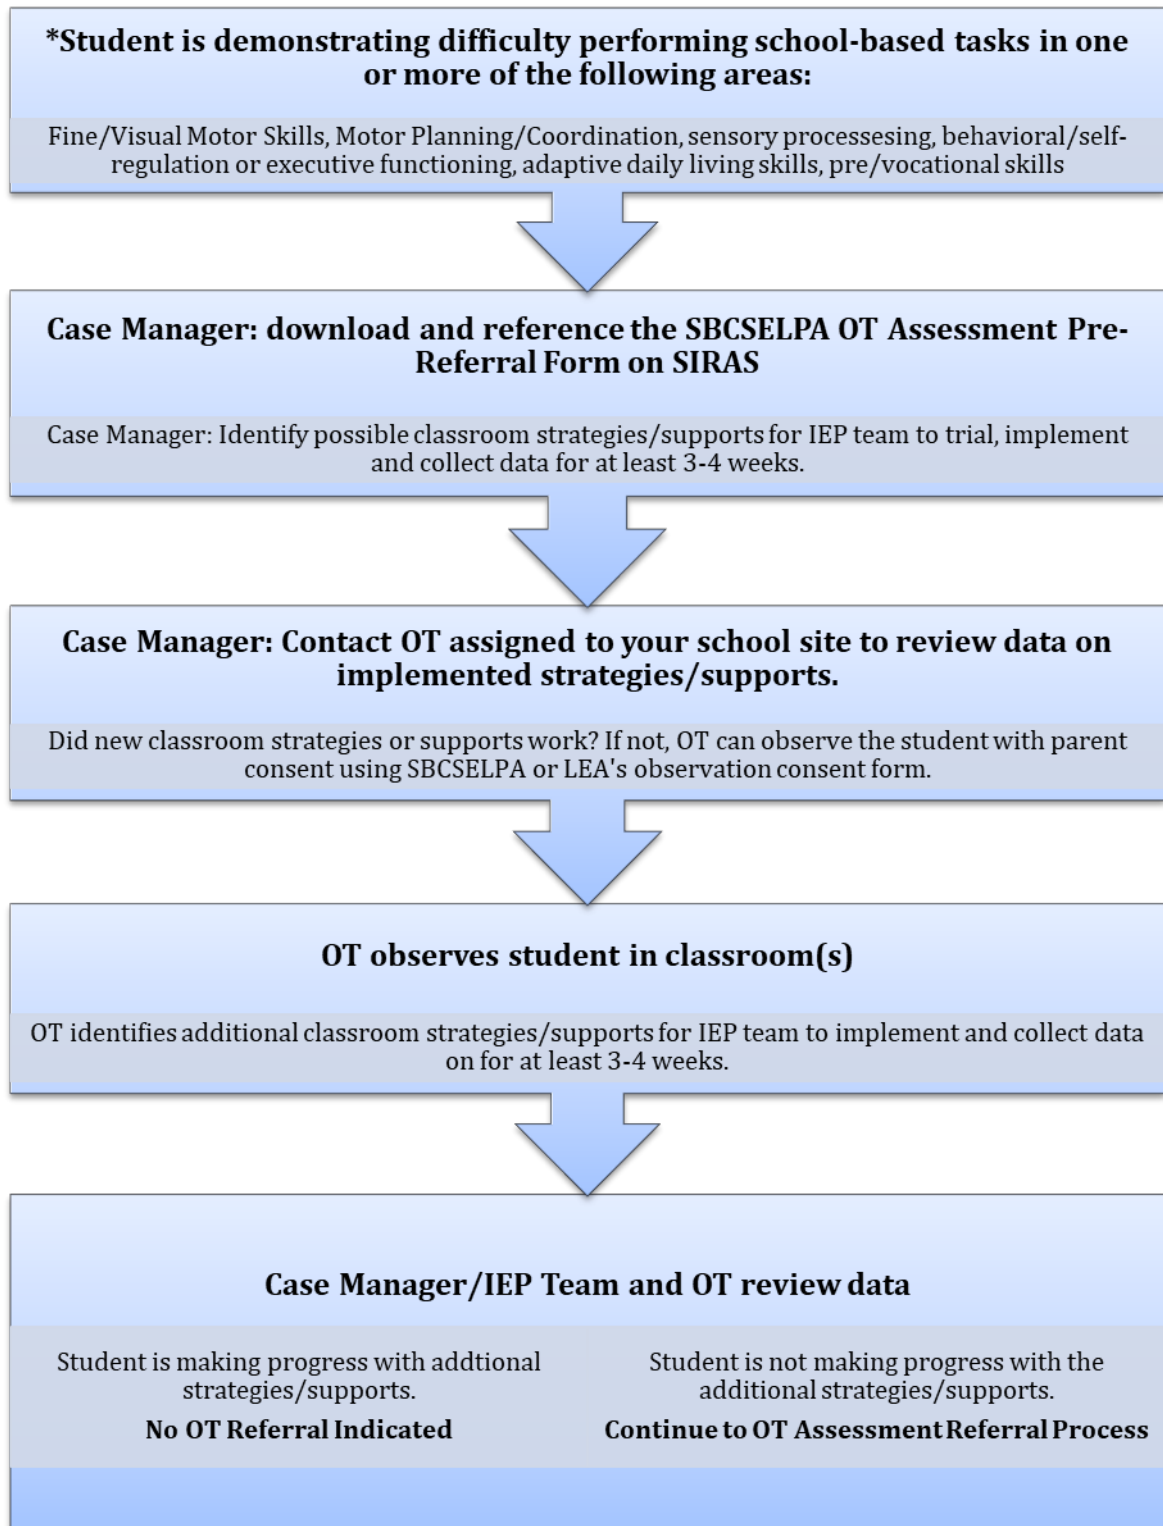 *Student is demonstrating difficulty performing school-based tasks in one
or more of the following areas:
Fine/Visual Motor Skills, Motor Planning/Coordination, sensory processesing, behavioral/self-
regulation or executive functioning, adaptive daily living skills, pre/vocational skills
Case Manager: download and reference the SBCSELPA OT Assessment Pre-
Referral Form on SIRAS
Case Manager: Identify possible classroom strategies/supports for IEP team to trial, implement
and collect data for at least 3-4 weeks.
Case Manager: Contact OT assigned to your school site to review data on
implemented strategies/supports.
Did new classroom strategies or supports work? If not, OT can observe the student with parent
consent using SBCSELPA or LEA's observation consent form.
OT observes student in classroom(s)
OT identifies additional classroom strategies/supports for IEP team to implement and collect data
on for at least 3-4 weeks.
Case Manager/IEP Team and OT review data
Student is making progress with addtional
strategies/supports.
No OT Referral Indicated
Student is not making progress with the
additional strategies/supports.
Continue to OT Assessment Referral Process